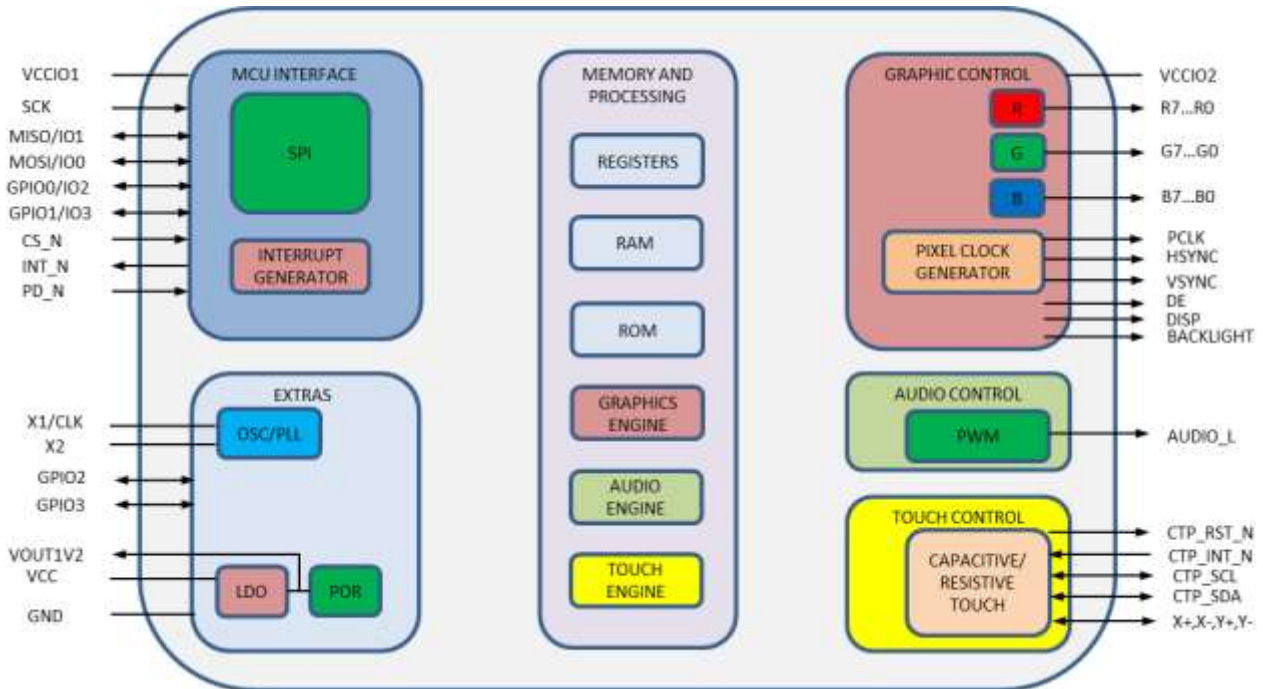 VCCIO1
SCK
MISO/IO1
MOSI/IO0
GPIO0/IO2
GPIO1/IO3
CS_N
INT_N
PD_N
MCU INTERFACE
SPI
INTERRUPT
GENERATOR
X1/CLK
X2
GPIO2
GPIO3
VOUT1V2
VCC
GND
EXTRAS
OSC/PLL
LDO
POR
MEMORY AND
PROCESSING
REGISTERS
RAM
ROM
GRAPHICS
ENGINE
AUDIO
ENGINE
TOUCH
ENGINE
GRAPHIC CONTROL
R
G
B
PIXEL CLOCK
GENERATOR
VCCIO2
R7...R0
G7...G0
B7...B0
PCLK
HSYNC
VSYNC
DE
DISP
BACKLIGHT
AUDIO CONTROL
PWM
AUDIO_L
TOUCH CONTROL
CAPACITIVE/
RESISTIVE
TOUCH
CTP_RST_N
CTP_INT_N
CTP_SCL
CTP_SDA
X+,X-,Y+,Y-